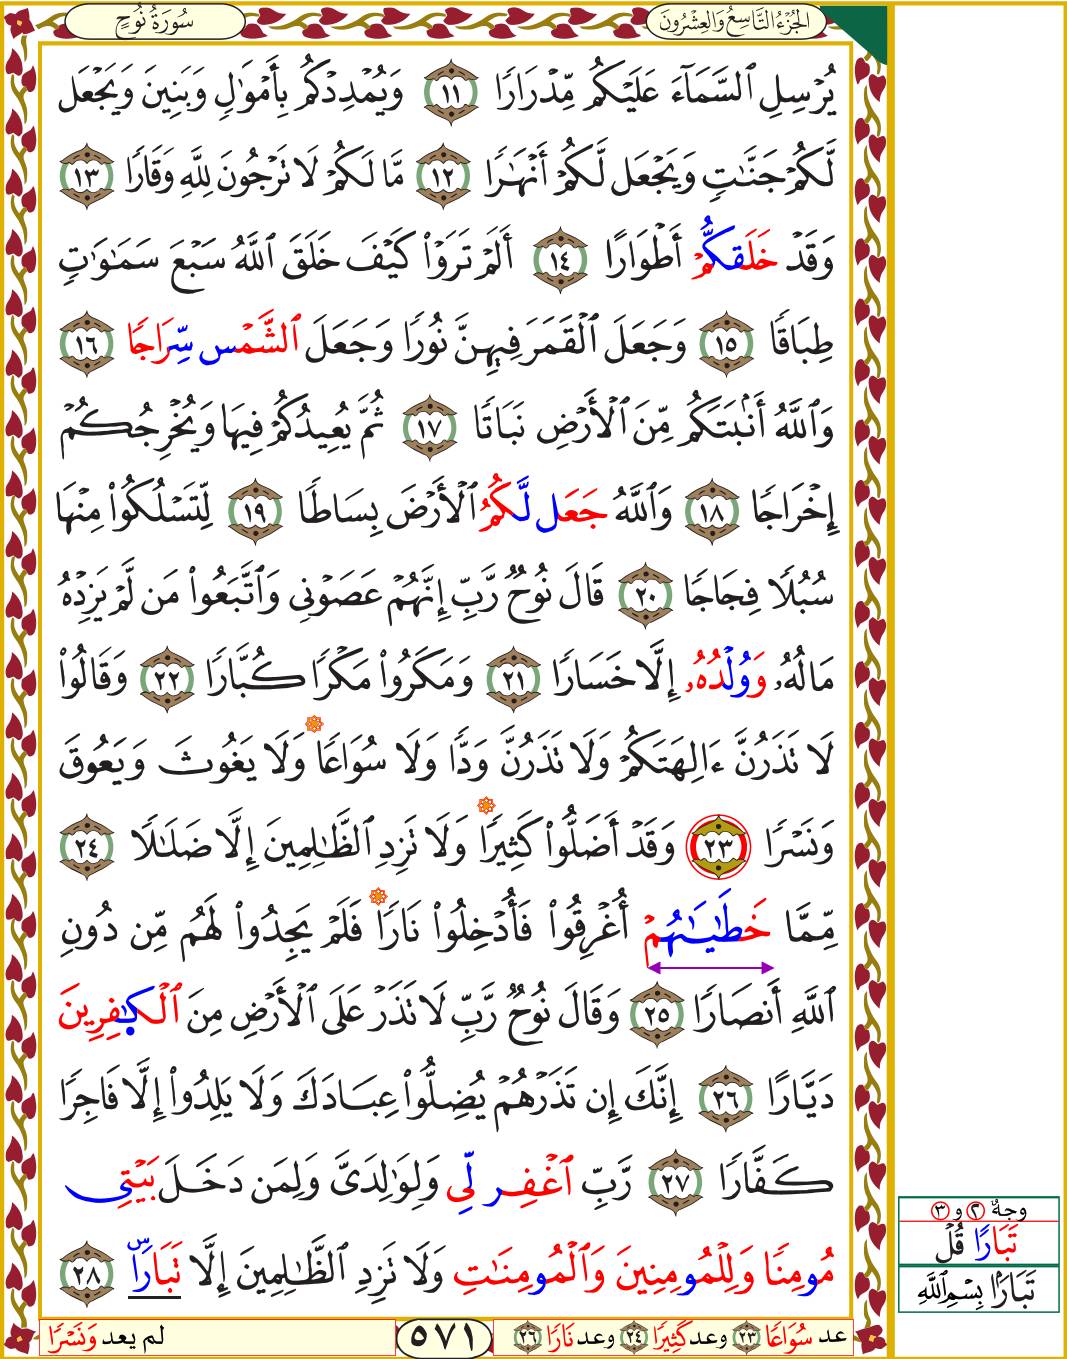 سُورَةُ نُوحٍ
الجُزْءُ التَّاسِعُ وَالعِشْرُونَ
يُرْسِلِ ٱلسَّمَآءَ عَلَيْكُم مِّدْرَارًا ١١ وَيُمْدِدْكُم بِأَمْوَٰلٍ وَبَنِينَ وَيَجْعَل
لَّكُمْ جَنَّٰتٍ وَيَجْعَل لَّكُمْ أَنْهَٰرًا ١٢ مَّا لَكُمْ لَا تَرْجُونَ لِلَّهِ وَقَارًا ١٣
وَقَدْ خَلَقكُّمْ أَطْوَارًا ١٤ أَلَمْ تَرَوْا۟ كَيْفَ خَلَقَ ٱللَّهُ سَبْعَ سَمَٰوَٰتٍ
طِبَاقًا ١٥ وَجَعَلَ ٱلْقَمَرَ فِيهِنَّ نُورًا وَجَعَلَ ٱلشَّمْس سِّرَاجًا ١٦
وَٱللَّهُ أَنۢبَتَكُم مِّنَ ٱلْأَرْضِ نَبَاتًا ١٧ ثُمَّ يُعِيدُكُمْ فِيهَا وَيُخْرِجُكُمْ
إِخْرَاجًا ١٨ وَٱللَّهُ جَعَل لَّكُمُ ٱلْأَرْضَ بِسَاطًا ١٩ لِّتَسْلُكُوا۟ مِنْهَا
سُبُلًا فِجَاجًا ٢٠ قَالَ نُوحٌ رَّبِّ إِنَّهُمْ عَصَوْنِى وَٱتَّبَعُوا۟ مَن لَّمْ يَزِدْهُ
مَالُهُۥ وَوُلْدُهُۥ إِلَّا خَسَارًا ٢١ وَمَكَرُوا۟ مَكْرًا كُبَّارًا ٢٢ وَقَالُوا۟
لَا تَذَرُنَّ ءَالِهَتَكُمْ وَلَا تَذَرُنَّ وَدًّا وَلَا سُوَاعًا وَلَا يَغُوثَ وَيَعُوقَ
وَنَسْرًا ٢٣ وَقَدْ أَضَلُّوا۟ كَثِيرًا وَلَا تَزِدِ ٱلظَّٰلِمِينَ إِلَّا ضَلَٰلًا ٢٤
مِّمَّا خَطَٰيَٰهُمْ أُغْرِقُوا۟ فَأُدْخِلُوا۟ نَارًا فَلَمْ يَجِدُوا۟ لَهُم مِّن دُونِ
ٱللَّهِ أَنصَارًا ٢٥ وَقَالَ نُوحٌ رَّبِّ لَا تَذَرْ عَلَى ٱلْأَرْضِ مِنَ ٱلْكَٰفِرِينَ
دَيَّارًا ٢٦ إِنَّكَ إِن تَذَرْهُمْ يُضِلُّوا۟ عِبَادَكَ وَلَا يَلِدُوٓا۟ إِلَّا فَاجِرًا
كَفَّارًا ٢٧ رَّبِّ ٱغْفِر لِّى وَلِوَٰلِدَىَّ وَلِمَن دَخَلَ بَيْتِى
مُومِنًا وَلِلْمُومِنِينَ وَٱلْمُومِنَٰتِ وَلَا تَزِدِ ٱلظَّٰلِمِينَ إِلَّا تَبَارًا س ٢٨
وجهٌ ٢ و ٣
تَبَارًا قُلْ
تَبَارًا بِسْمِ ٱللَّهِ
عد سُوَاعًا ٢٣ وعد كَثِيرًا ٢٤ وعد نَارًا ٢٦
٥٧١
لم يعد وَنَسْرًا